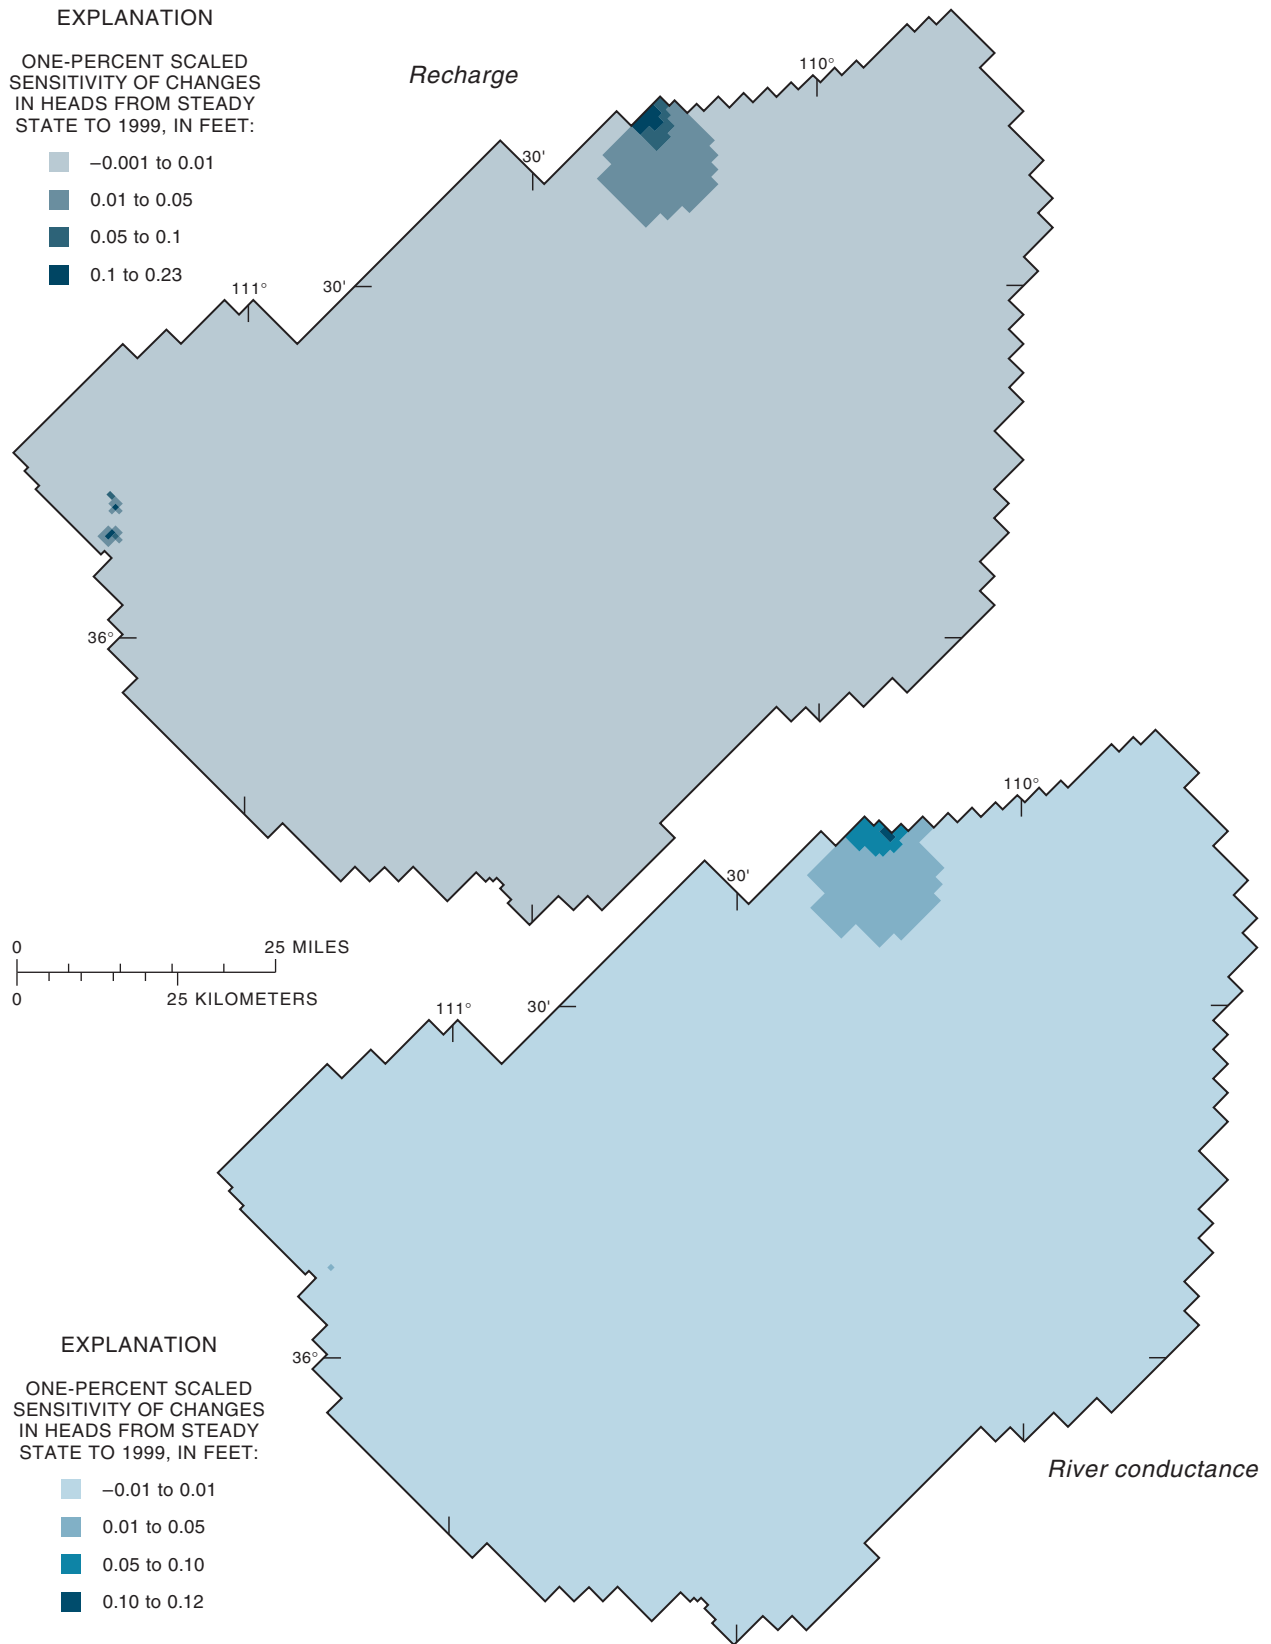 EXPLANATION
ONE-PERCENT SCALED
SENSITIVITY OF CHANGES
IN HEADS FROM STEADY
STATE TO 1999, IN FEET:
–0.001 to 0.01
0.01 to 0.05
0.05 to 0.1
0.1 to 0.23
Recharge
110°
30'
111°
30'
36°
0
25 MILES
0
25 KILOMETERS
110°
30'
111°
30'
36°
EXPLANATION
ONE-PERCENT SCALED
SENSITIVITY OF CHANGES
IN HEADS FROM STEADY
STATE TO 1999, IN FEET:
–0.01 to 0.01
0.01 to 0.05
0.05 to 0.10
0.10 to 0.12
River conductance